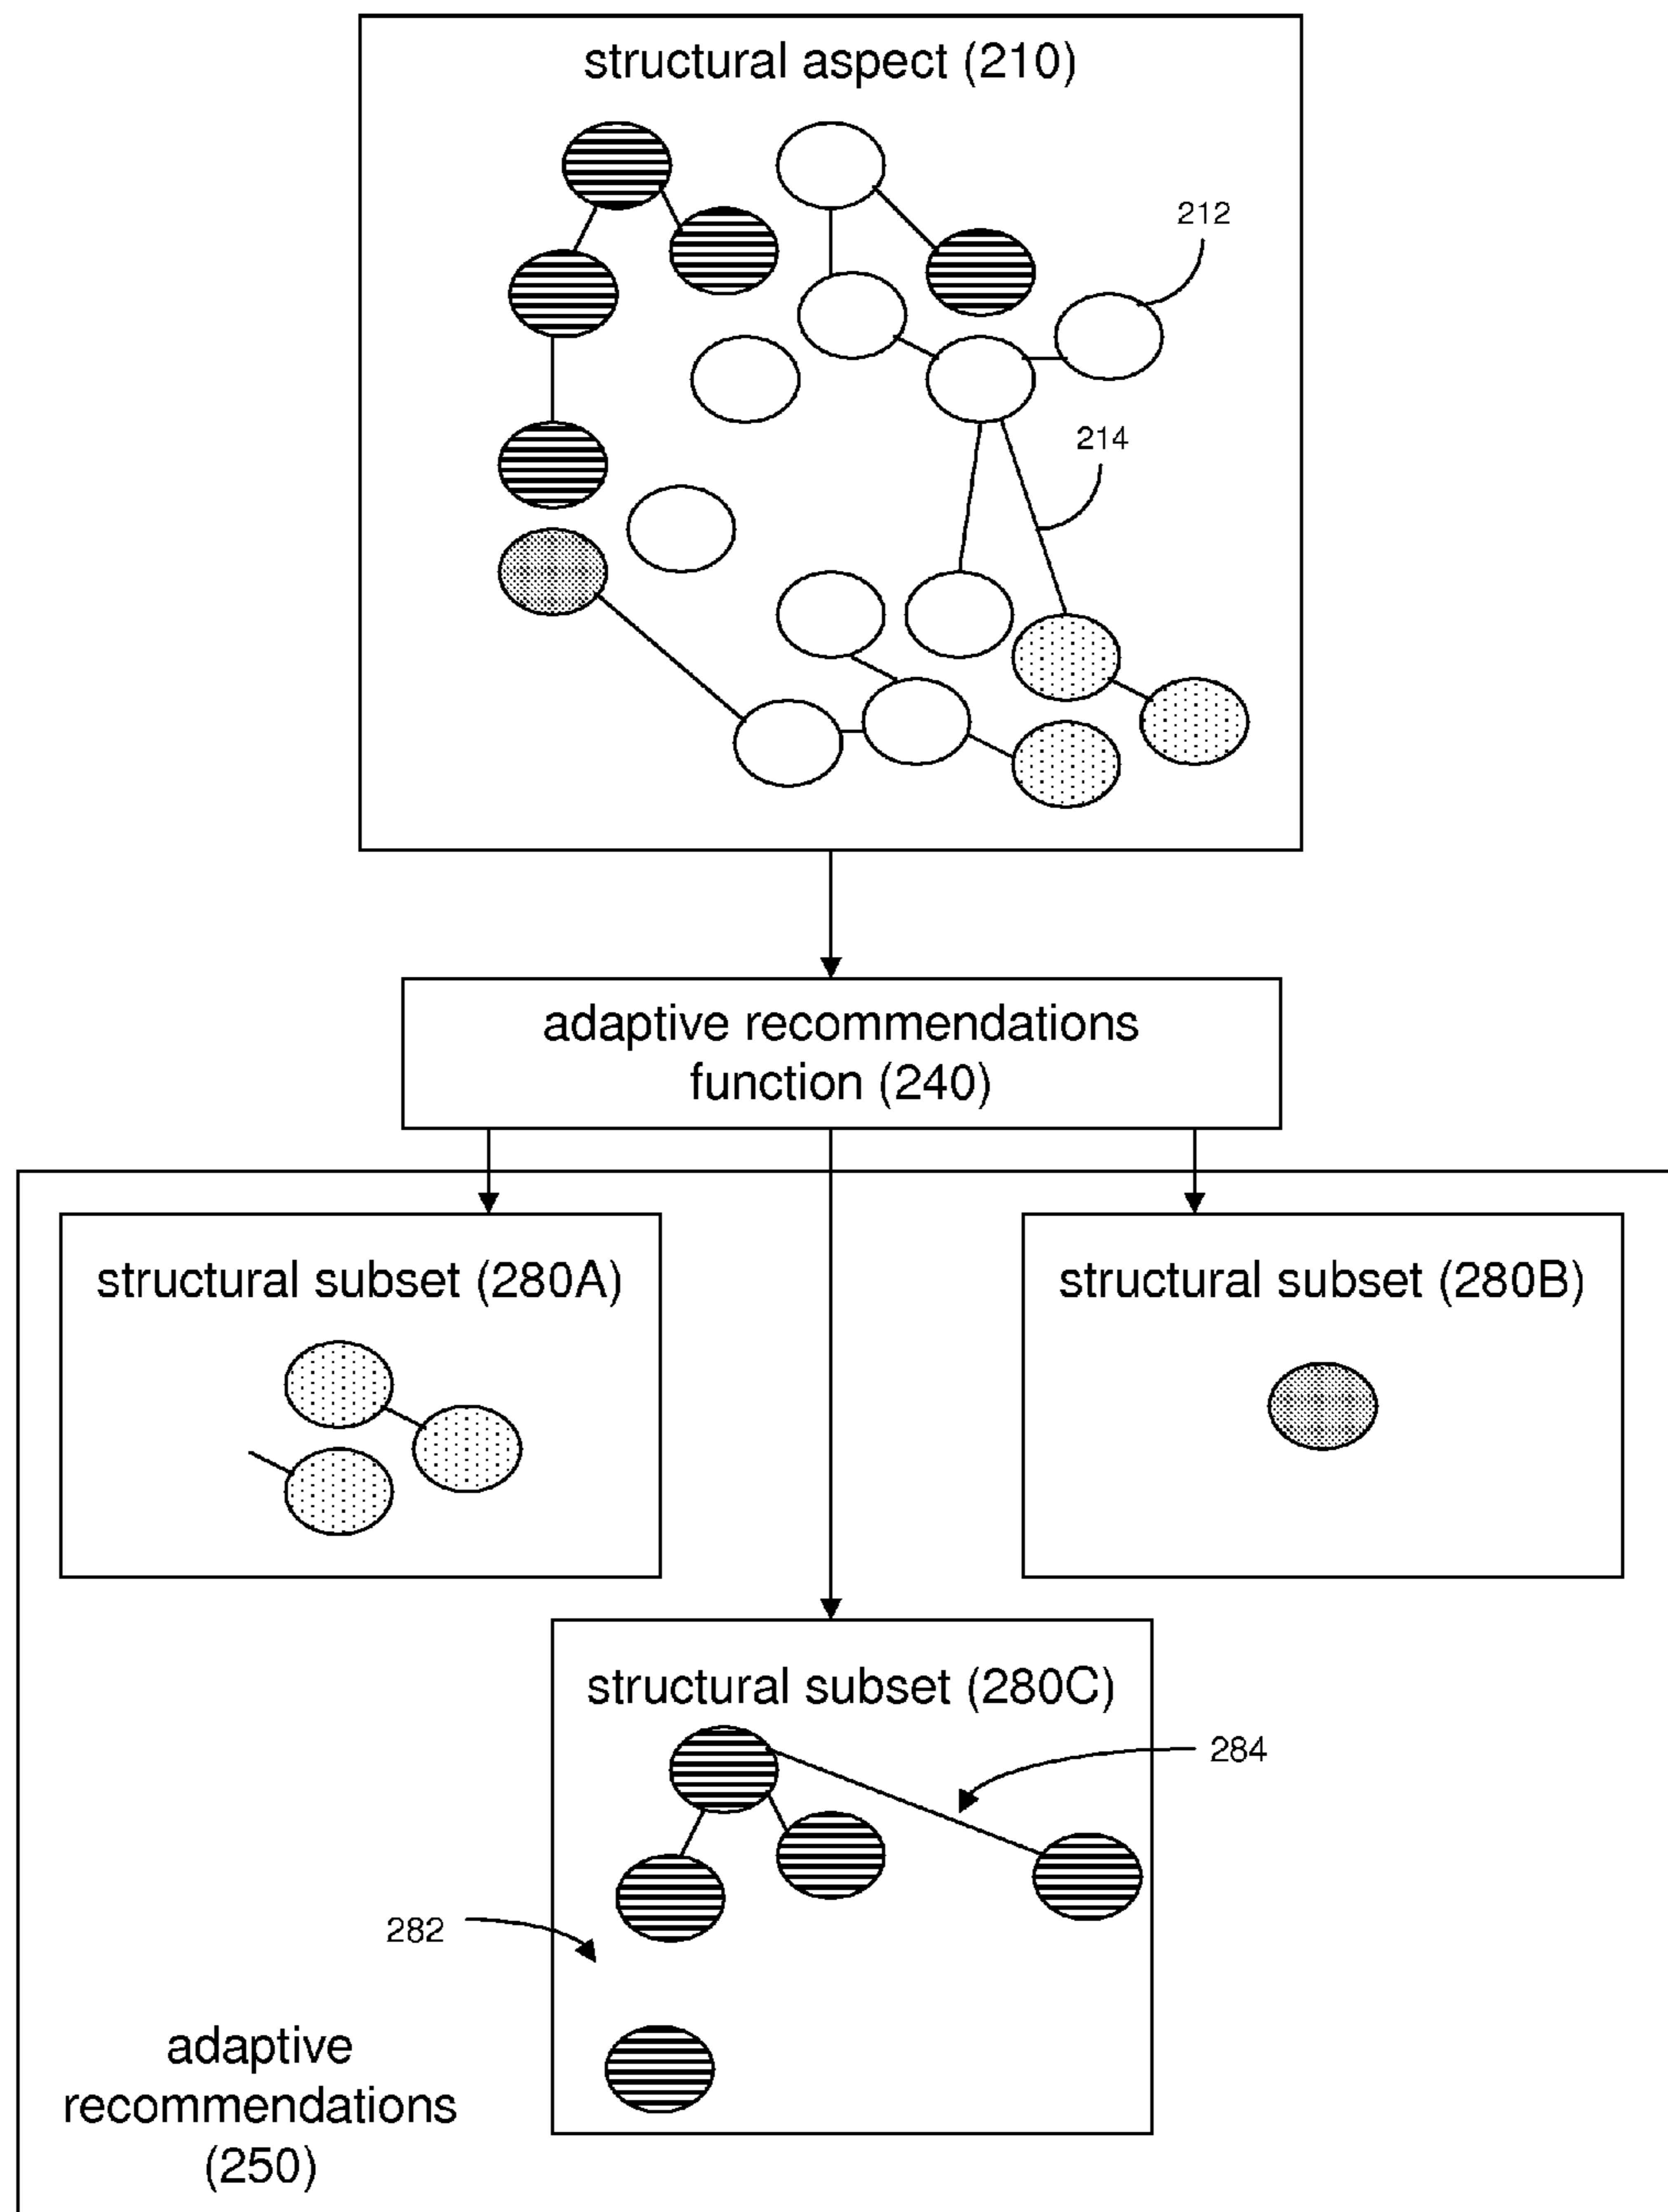 structural aspect (210)
212
214
adaptive recommendations
function (240)
structural subset (280A)
structural subset (280B)
structural subset (280C)
284
282
adaptive
recommendations
(250)